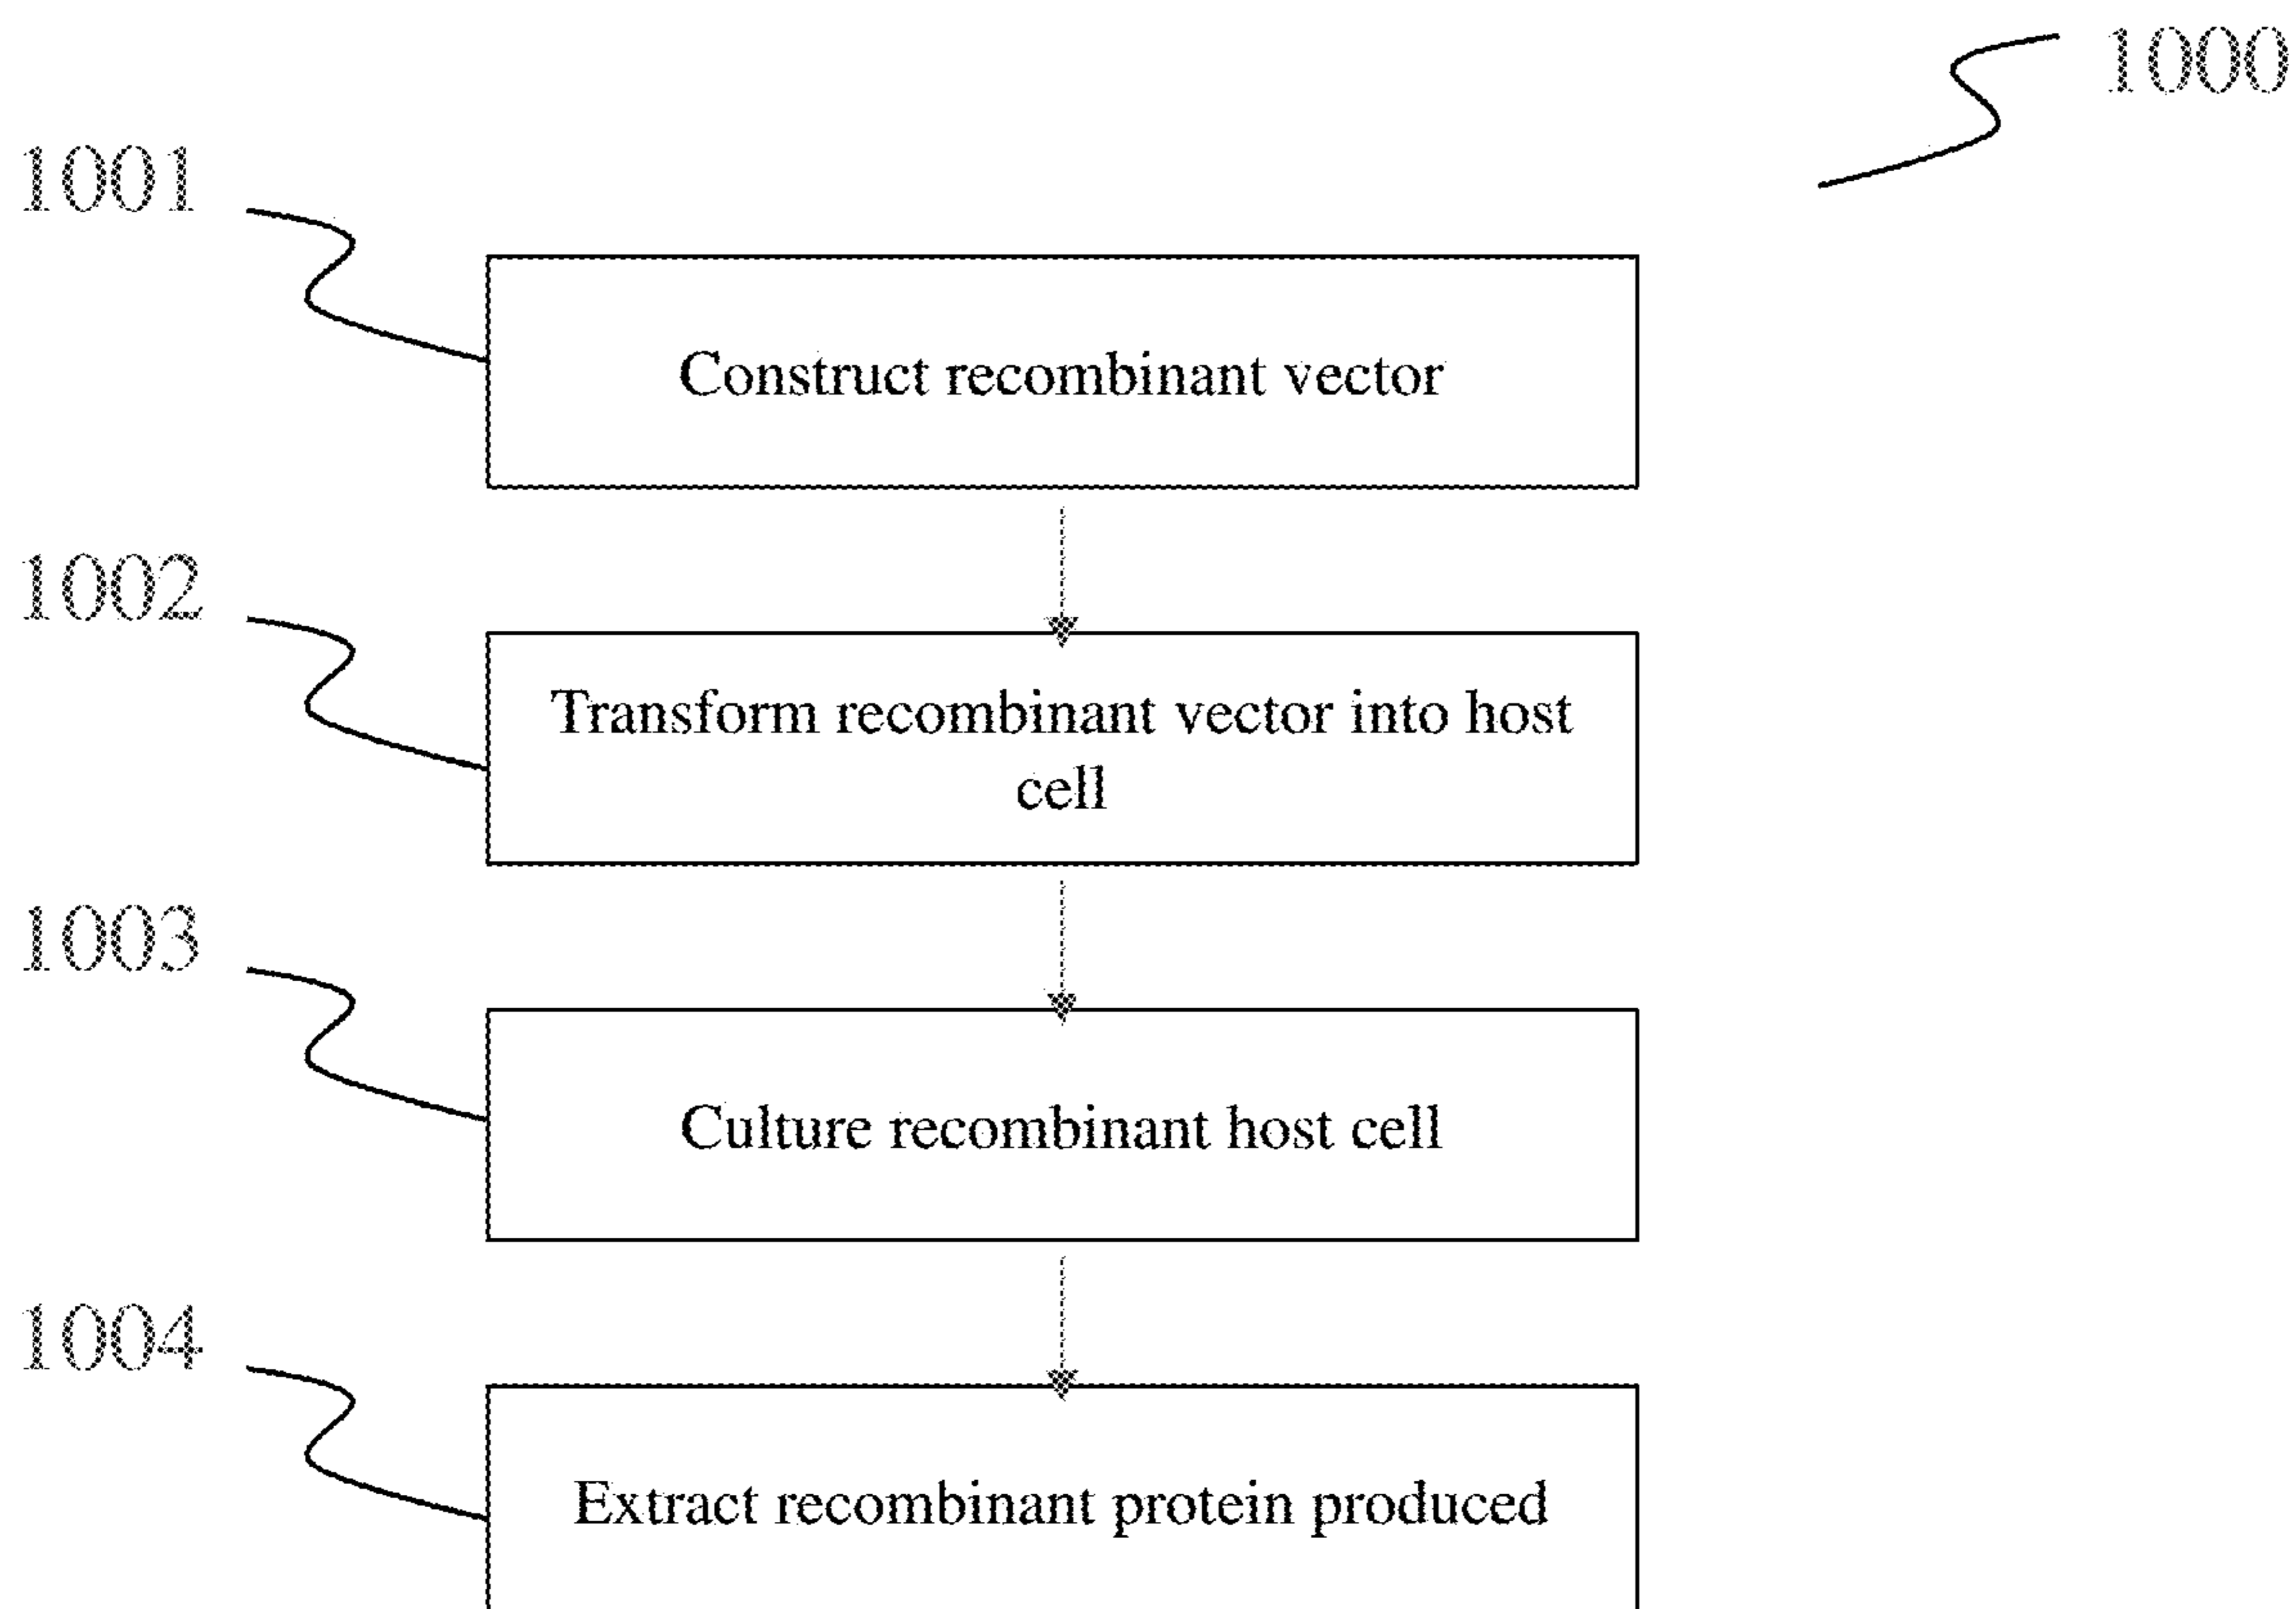 1000
1001
Construct recombinant vector
1002
Transform recombinant vector into host
cell
1003
Culture recombinant host cell
1004
Extract recombinant protein produced